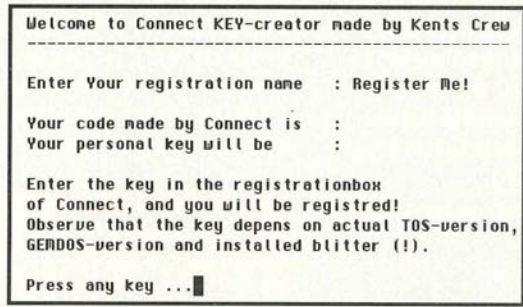 Welcome to Connect KEY-creator made by Kents Crew
Enter Your registration name : Register Me!
Your code made by Connect is :
Your personal key will be :
Enter the key in the registrationbox
of Connect, and you will be registred!
Observe that the key depens on actual TOS-version,
GEMDOS-version and installed blitter (!).
Press any key ...